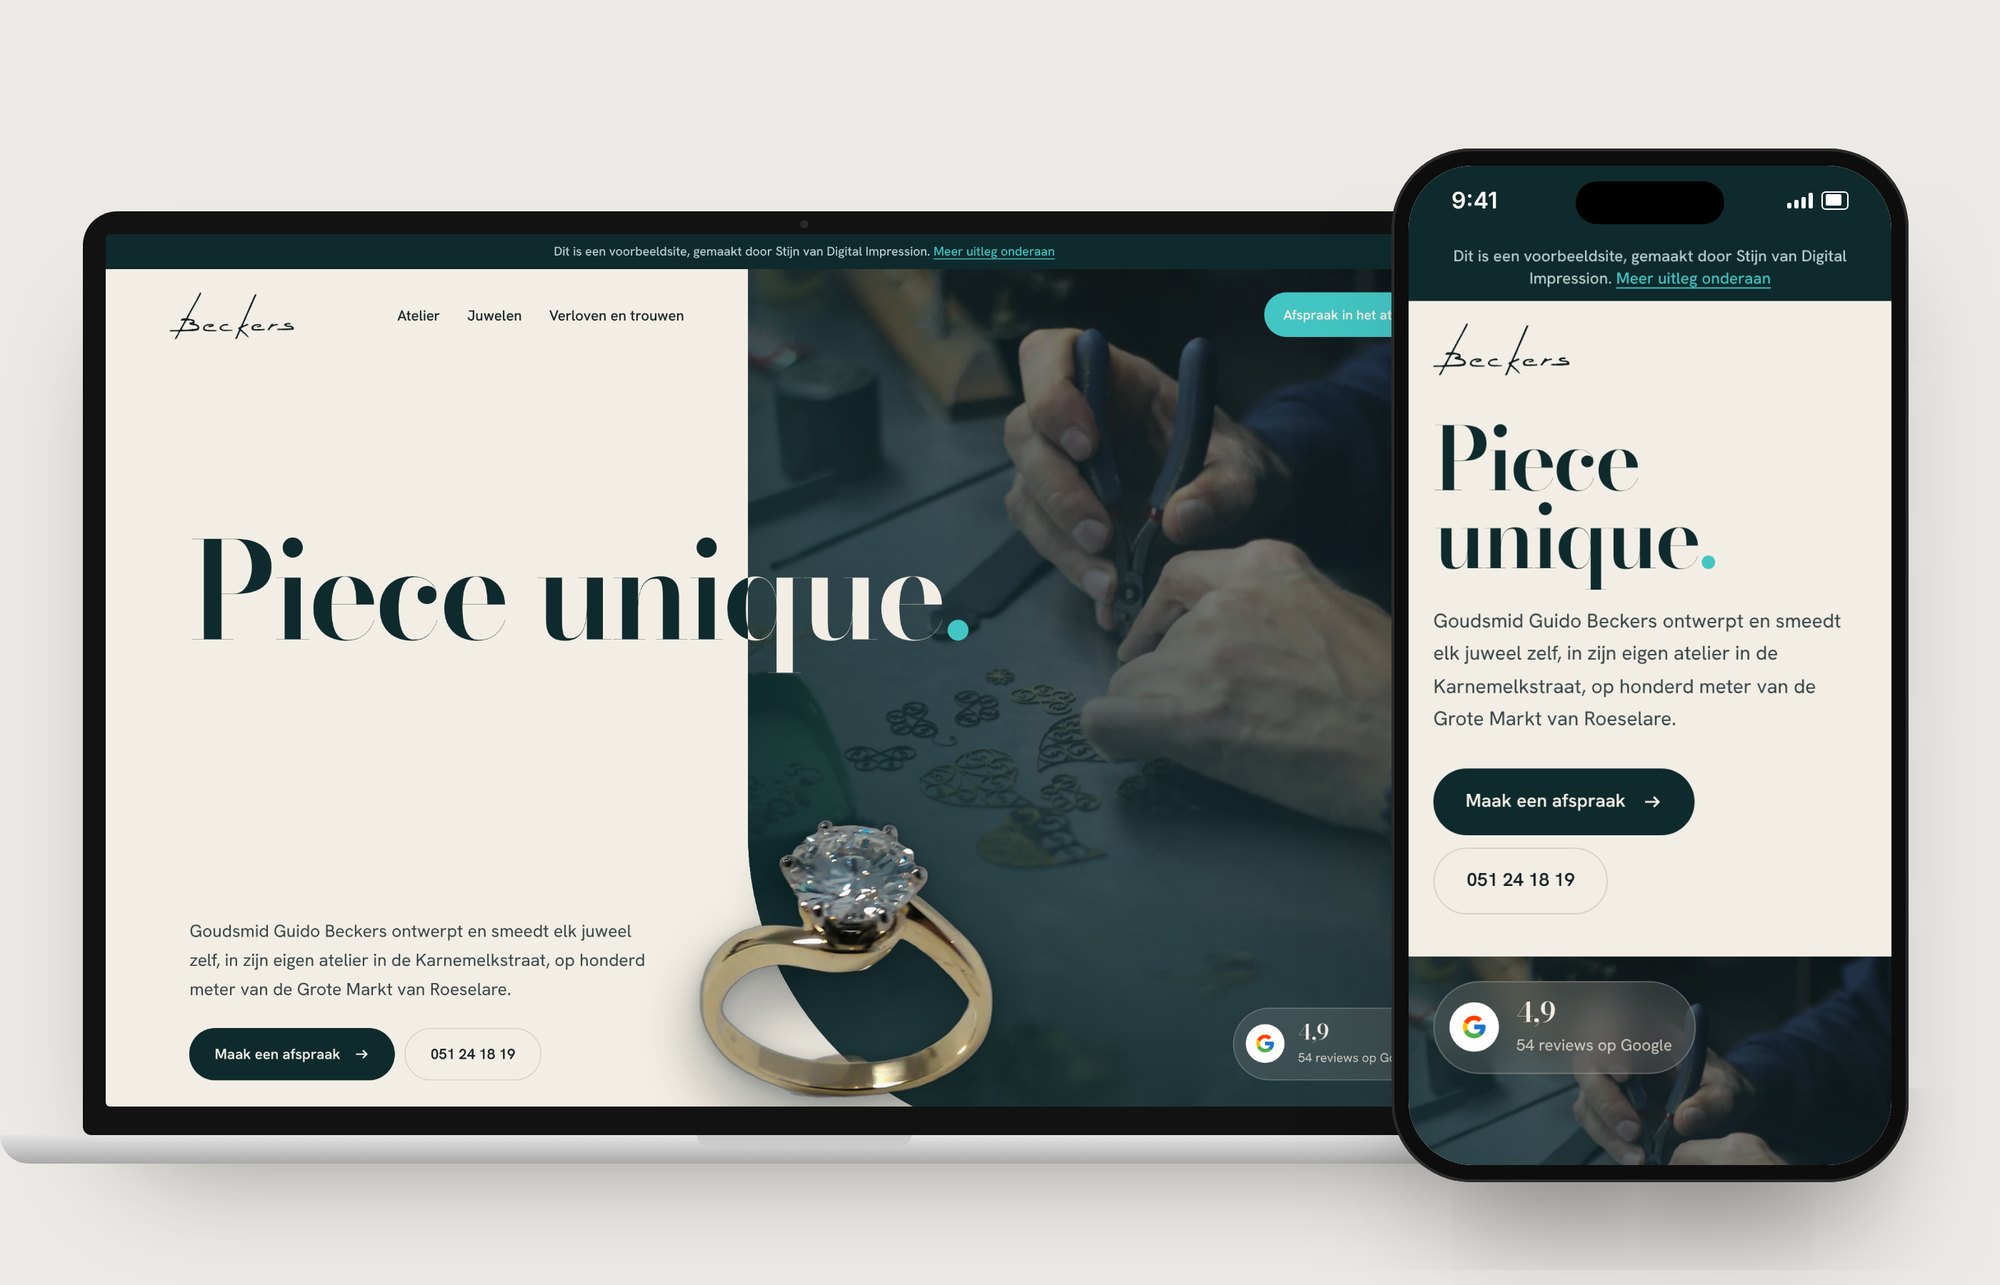 Dit is een voorbeeldsite, gemaakt door Stijn van Digital Impression. Meer uitleg onderaan
Beckers
Atelier
Juwelen
Verloven en trouwen
Afspraak in het
Piece unique.
Goudsmid Guido Beckers ontwerpt en smeedt elk juweel
zelf, in zijn eigen atelier in de Karnemelkstraat, op honderd
meter van de Grote Markt van Roeselare.
Maak een afspraak →
051 24 18 19
G
4,9
54 reviews op
9:41
Dit is een voorbeeldsite, gemaakt door Stijn van Digital
Impression. Meer uitleg onderaan
Beckers
Piece
unique.
Goudsmid Guido Beckers ontwerpt en smeedt
elk juweel zelf, in zijn eigen atelier in de
Karnemelkstraat, op honderd meter van de
Grote Markt van Roeselare.
Maak een afspraak →
051 24 18 19
G
4,9
54 reviews op Google